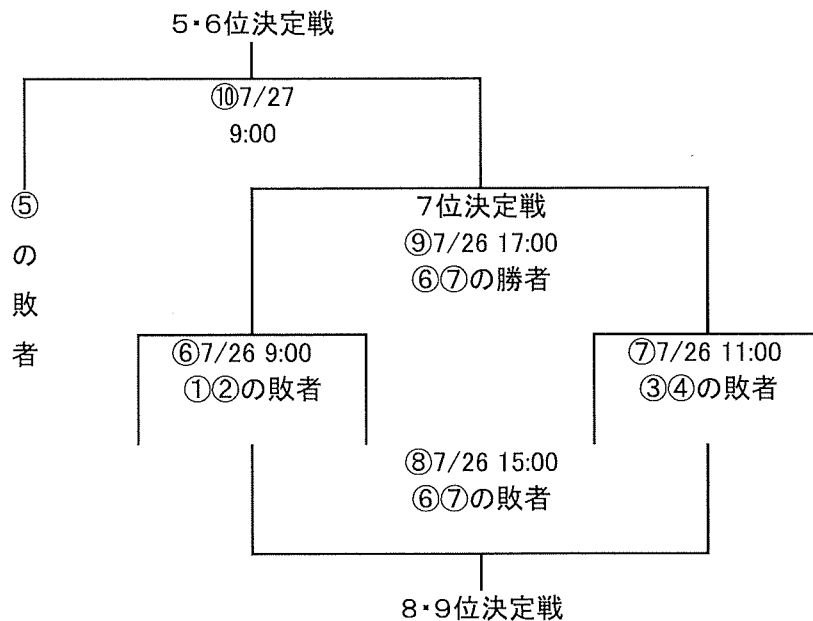 5・6位決定戦
⑩7/27
9:00
⑤の敗者
7位決定戦
⑨7/26 17:00
⑥⑦の勝者
⑥7/26 9:00
①②の敗者
⑦7/26 11:00
③④の敗者
⑧7/26 15:00
⑥⑦の敗者
8・9位決定戦